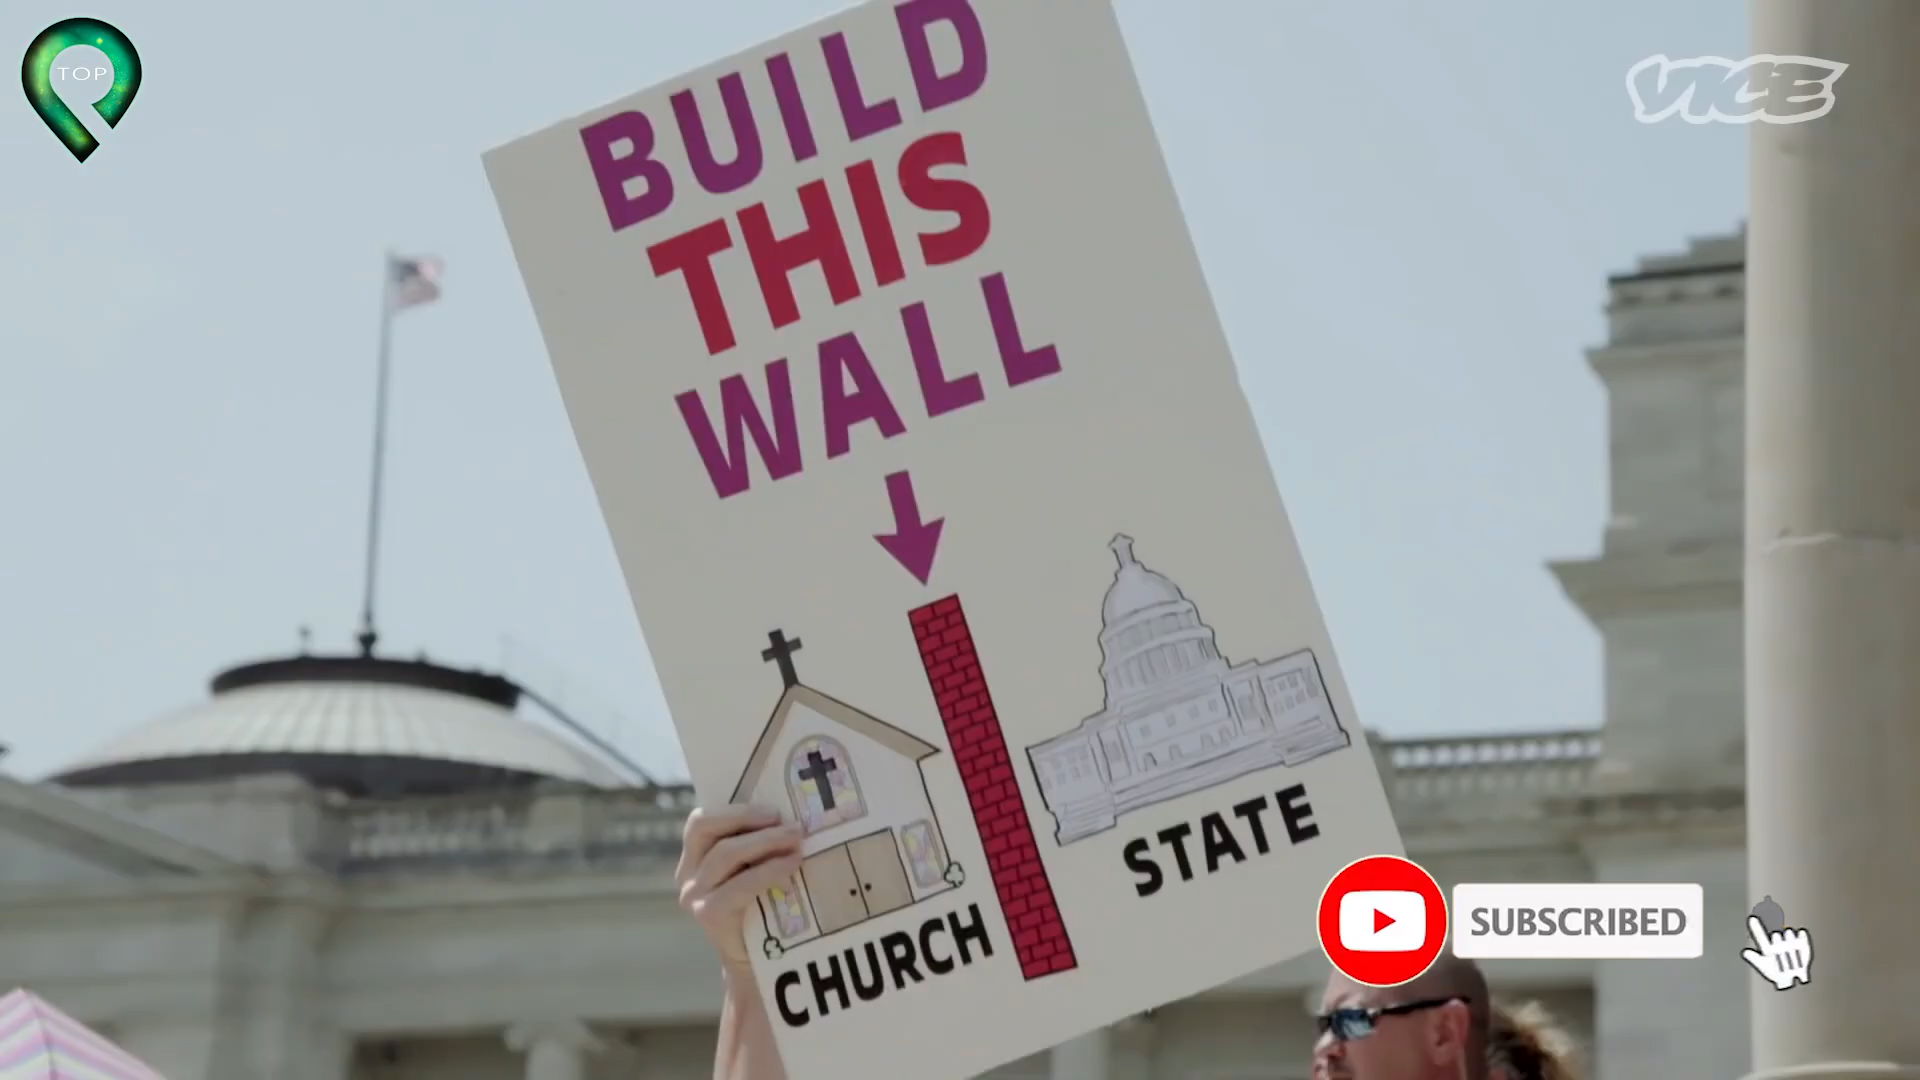 TOP
VICE
BUILD
THIS
WALL
STATE
CHURCH
SUBSCRIBED